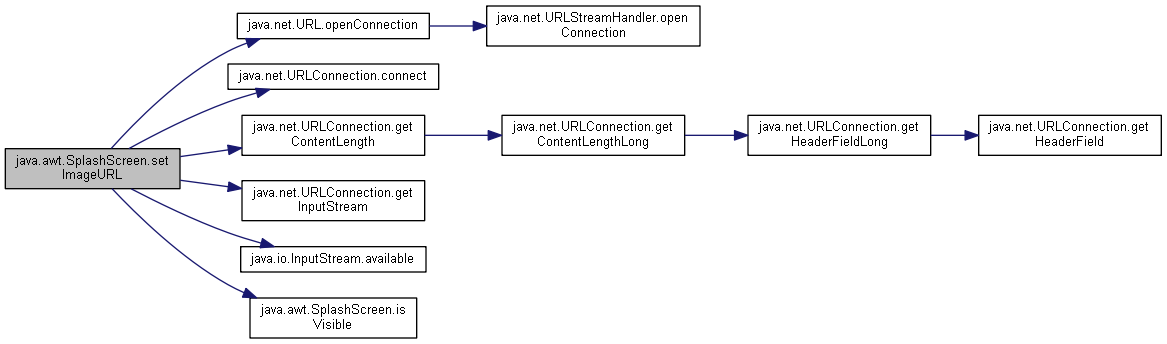 java.net.URL.openConnection
java.net.URLStreamHandler.open
Connection
java.net.URLConnection.connect
java.net.URLConnection.get
ContentLength
java.net.URLConnection.get
ContentLengthLong
java.net.URLConnection.get
HeaderFieldLong
java.net.URLConnection.get
HeaderField
java.awt.SplashScreen.set
ImageURL
java.net.URLConnection.get
InputStream
java.io.InputStream.available
java.awt.SplashScreen.is
Visible